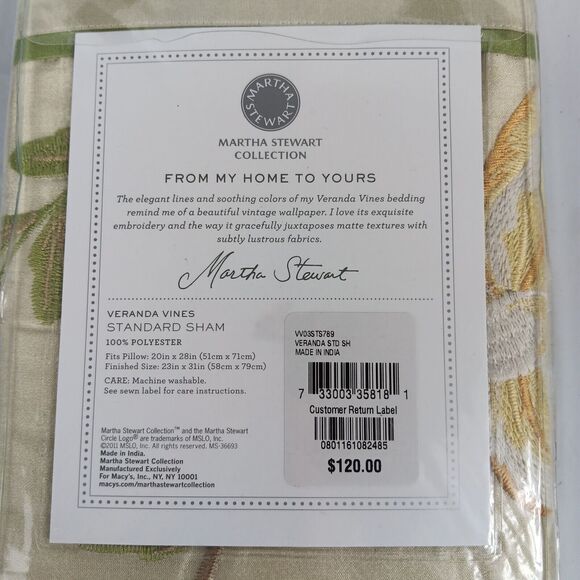 MARTHA
STEWART
MARTHA STEWART
COLLECTION
FROM MY HOME TO YOURS
The elegant lines and soothing colors of my Veranda Vines bedding
remind me of a beautiful vintage wallpaper. I love its exquisite
embroidery and the way it gracefully juxtaposes matte textures with
subtly lustrous fabrics.
Martha Stewart
VERANDA VINES
STANDARD SHAM
100% POLYESTER
Fits Pillow: 20in x 28in (51cm x 71cm)
Finished Size: 23in x 31in (58cm x 79cm)
CARE: Machine washable.
See sewn label for care instructions.
Martha Stewart Collection™ and the Martha Stewart
Circle Logo® are trademarks of MSLO, Inc.
©2011 MSLO, Inc. All rights reserved. MS-36693
Made in India.
Martha Stewart Collection
Manufactured Exclusively
For Macy's, Inc., NY, NY 10001
macys.com/marthastewartcollection
VV03STS789
VERANDA STD SH
MADE IN INDIA
7 33003 35818 1
Customer Return Label
0801161082485
$120.00